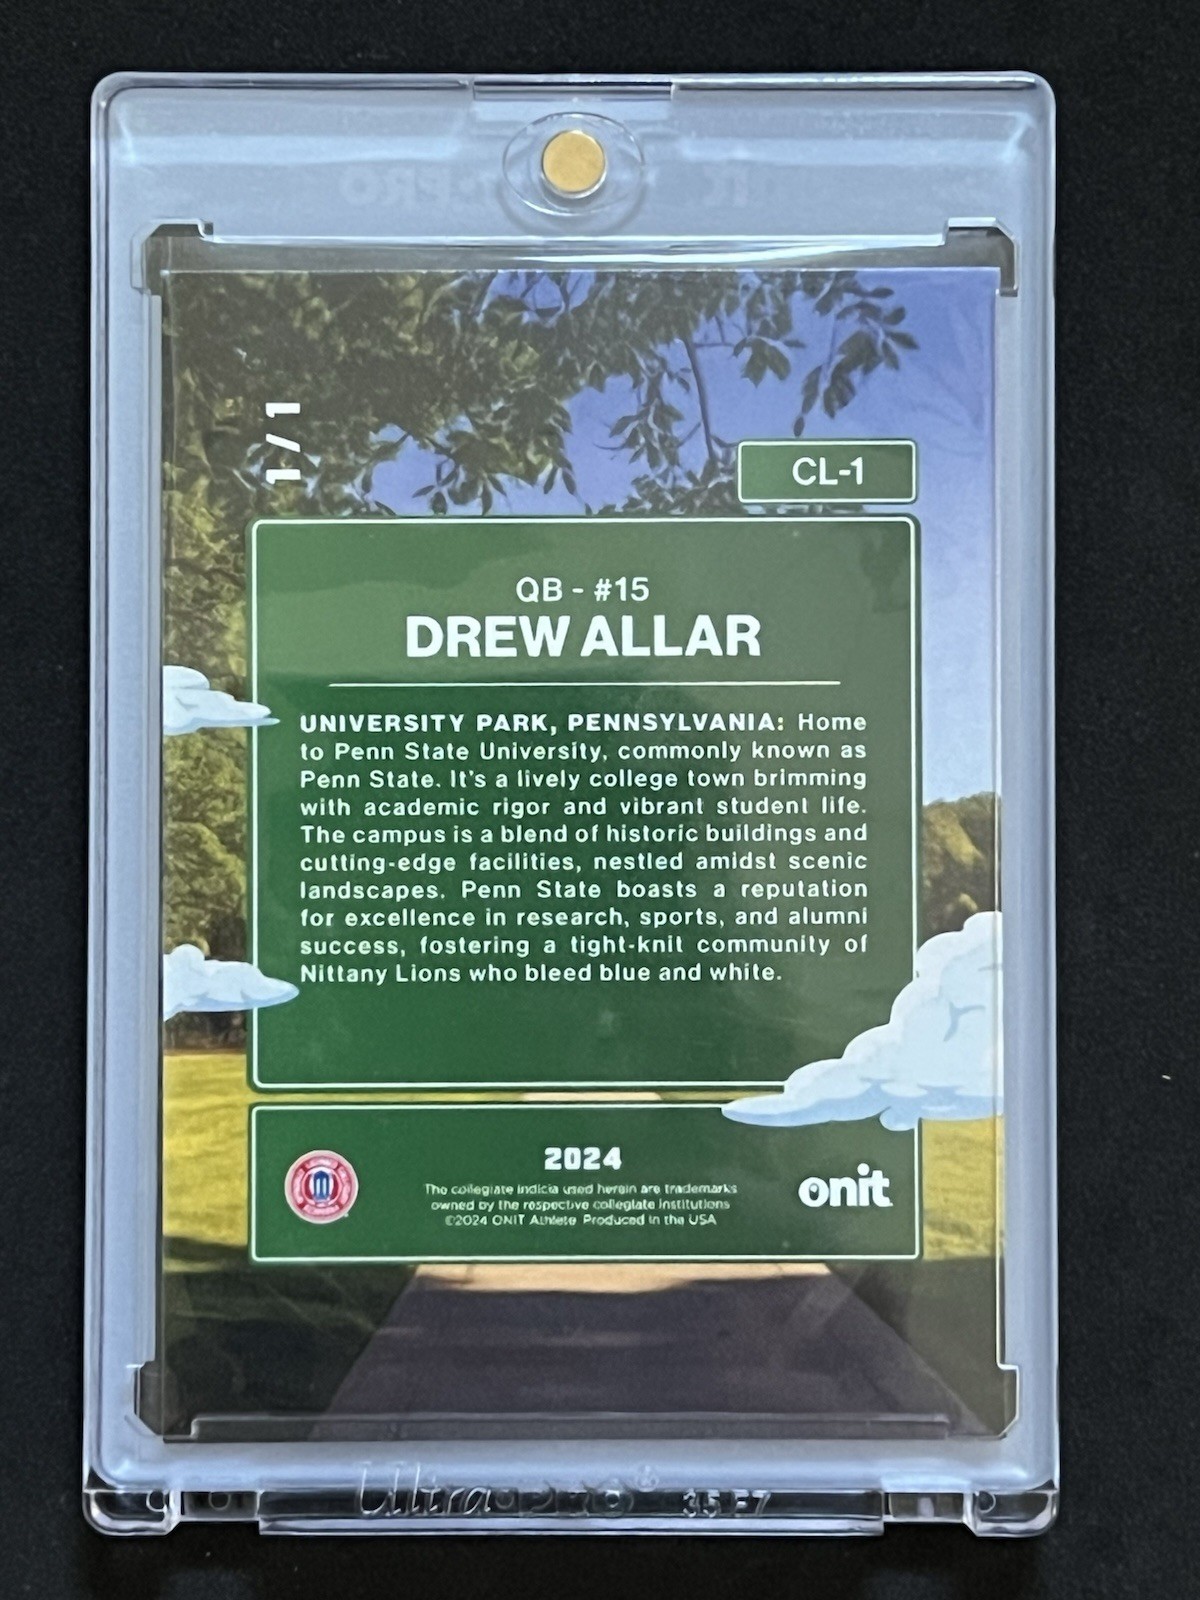 1/1
CL-1
QB - #15
DREW ALLAR
UNIVERSITY PARK, PENNSYLVANIA: Home
to Penn State University, commonly known as
Penn State. It's a lively college town brimming
with academic rigor and vibrant student life.
The campus is a blend of historic buildings and
cutting-edge facilities, nestled amidst scenic
landscapes. Penn State boasts a reputation
for excellence in research, sports, and alumni
success, fostering a tight-knit community of
Nittany Lions who bleed blue and white.
2024
The collegiate indicia used herein are trademarks
owned by the respective collegiate institutions
©2024 ONIT Athlete Produced in the USA
onit
Ultra PRO®